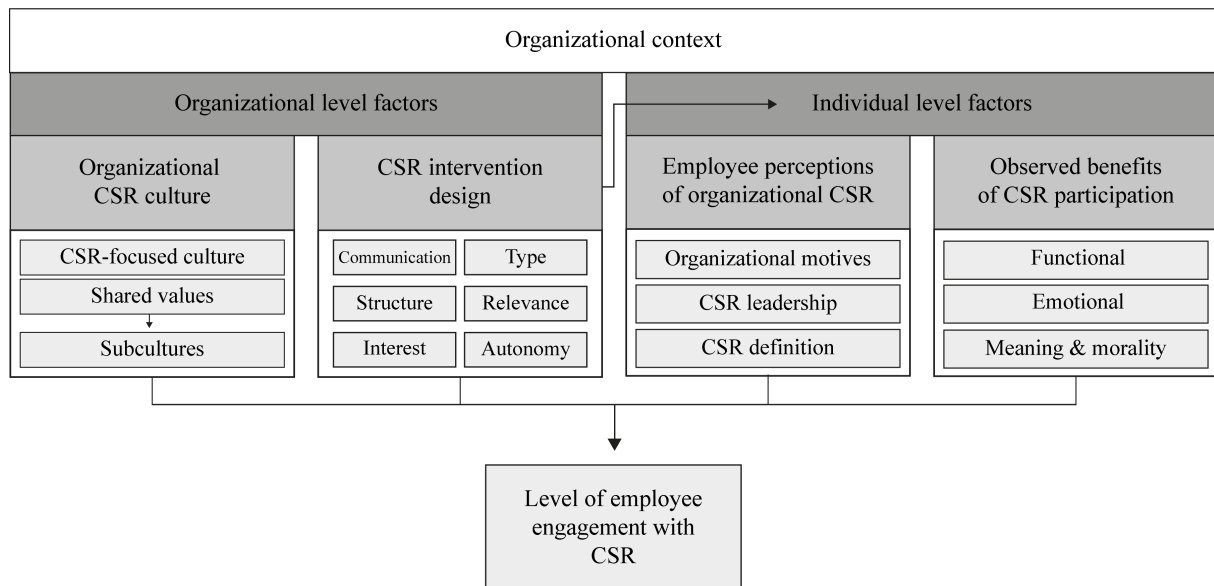 Organizational context
Organizational level factors
Individual level factors
Organizational
CSR culture
CSR intervention
design
Employee perceptions
of organizational CSR
Observed benefits
of CSR participation
CSR-focused culture
Shared values
Subcultures
Communication
Type
Structure
Relevance
Interest
Autonomy
Organizational motives
CSR leadership
CSR definition
Functional
Emotional
Meaning & morality
Level of employee
engagement with
CSR